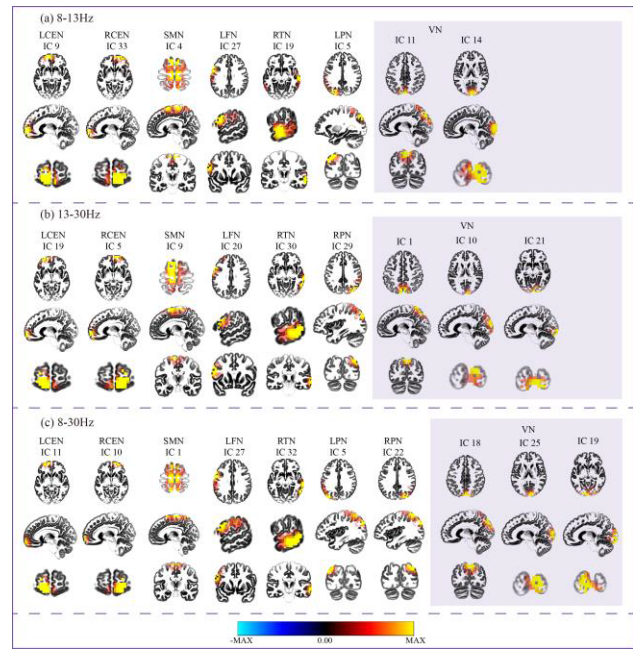 (a) 8-13Hz
LCEN RCEN SMN LFN RTN LPN VN
IC 9 IC 33 IC 4 IC 27 IC 19 IC 5 IC 11 IC 14
(b) 13-30Hz
LCEN RCEN SMN LFN RTN RPN VN
IC 19 IC 5 IC 9 IC 20 IC 30 IC 29 IC 1 IC 10 IC 21
(c) 8-30Hz
LCEN RCEN SMN LFN RTN LPN RPN VN
IC 11 IC 10 IC 1 IC 27 IC 32 IC 5 IC 22 IC 18 IC 25 IC 19
-MAX 0.00 MAX